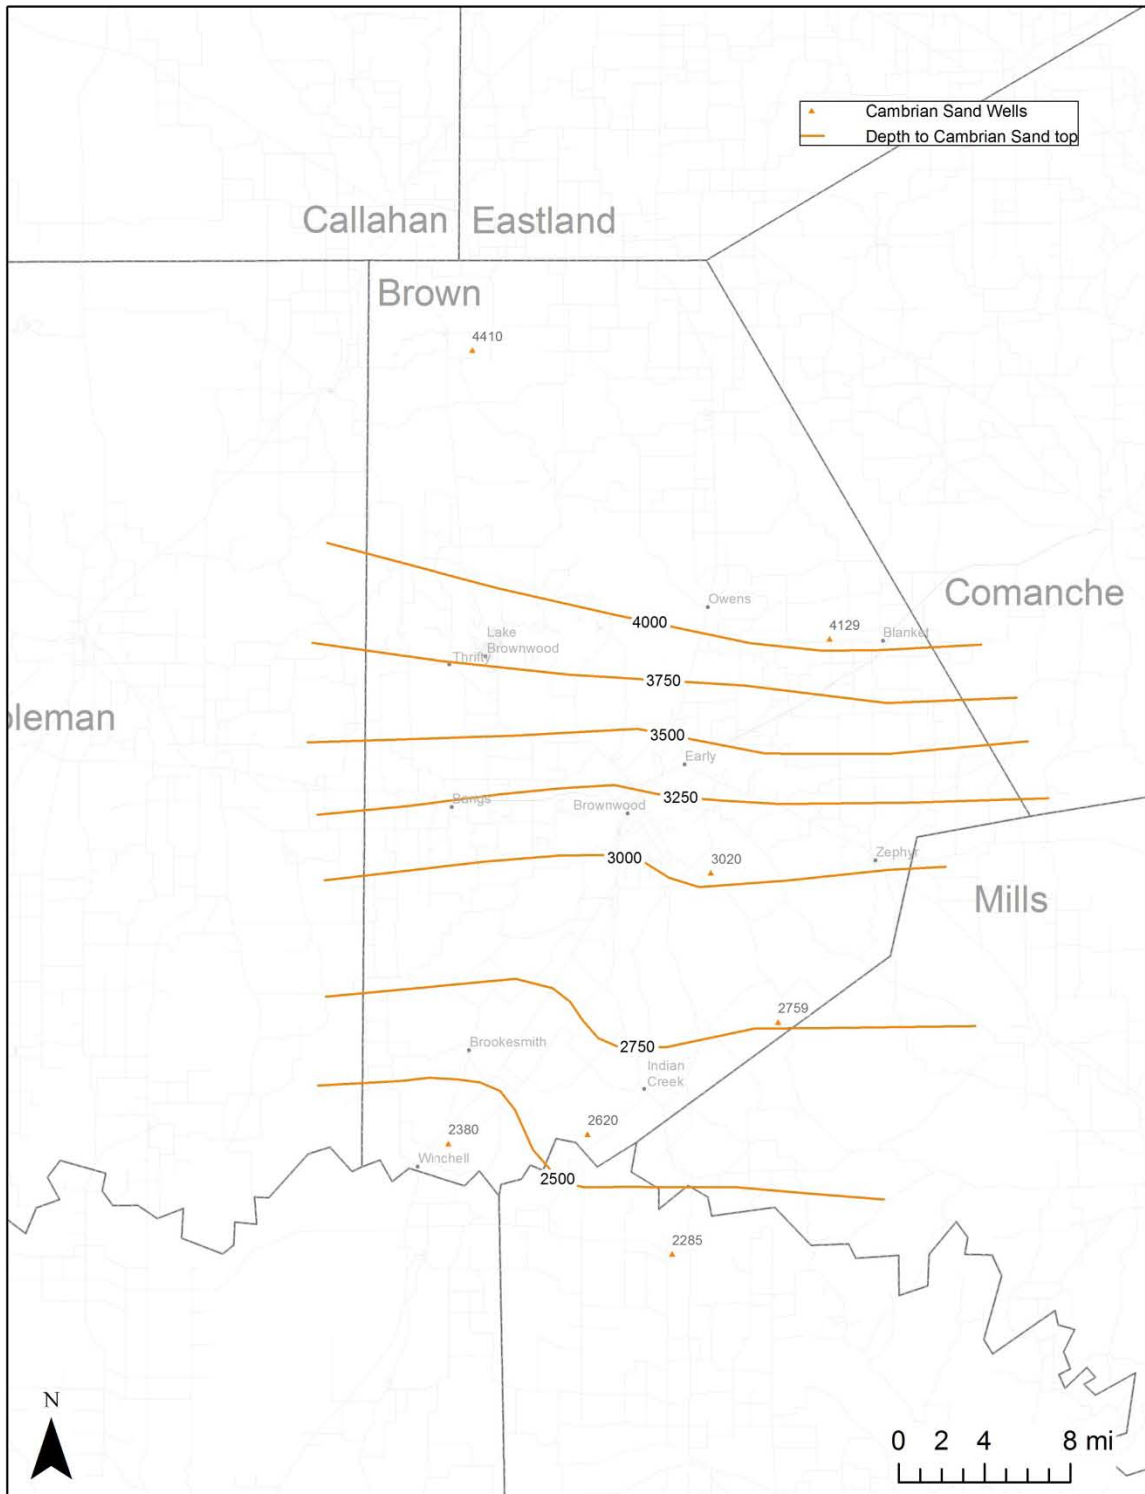 Cambrian Sand Wells
Depth to Cambrian Sand top
Callahan
Eastland
Brown
4410
Comanche
Owens
4000
4129
Blanket
Lake
Brownwood
Thrifty
3750
oleman
3500
Early
3250
Bangs
Brownwood
3000
3020
Zephyr
Mills
2759
2750
Brookesmith
Indian
Creek
2620
2380
Winchell
2500
2285
N
0 2 4 8 mi